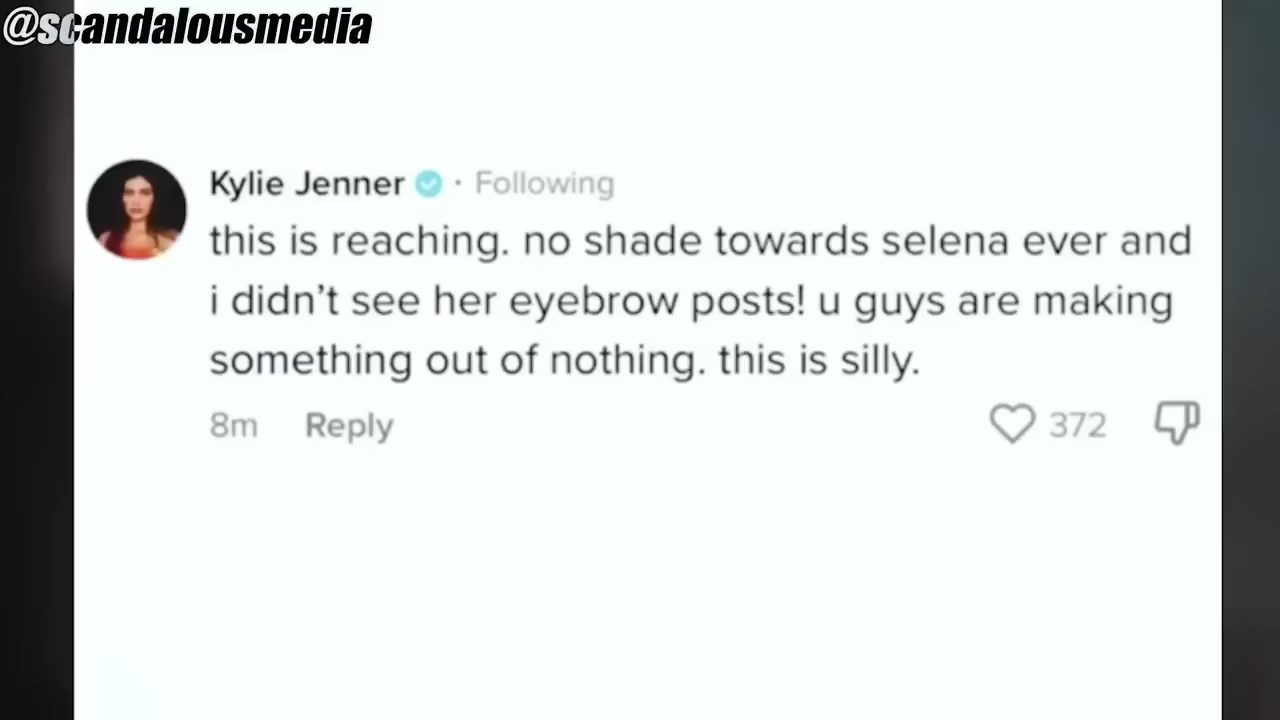 @scandalousmedia
Kylie Jenner · Following
this is reaching. no shade towards selena ever and
i didn’t see her eyebrow posts! u guys are making
something out of nothing. this is silly.
8m Reply 372